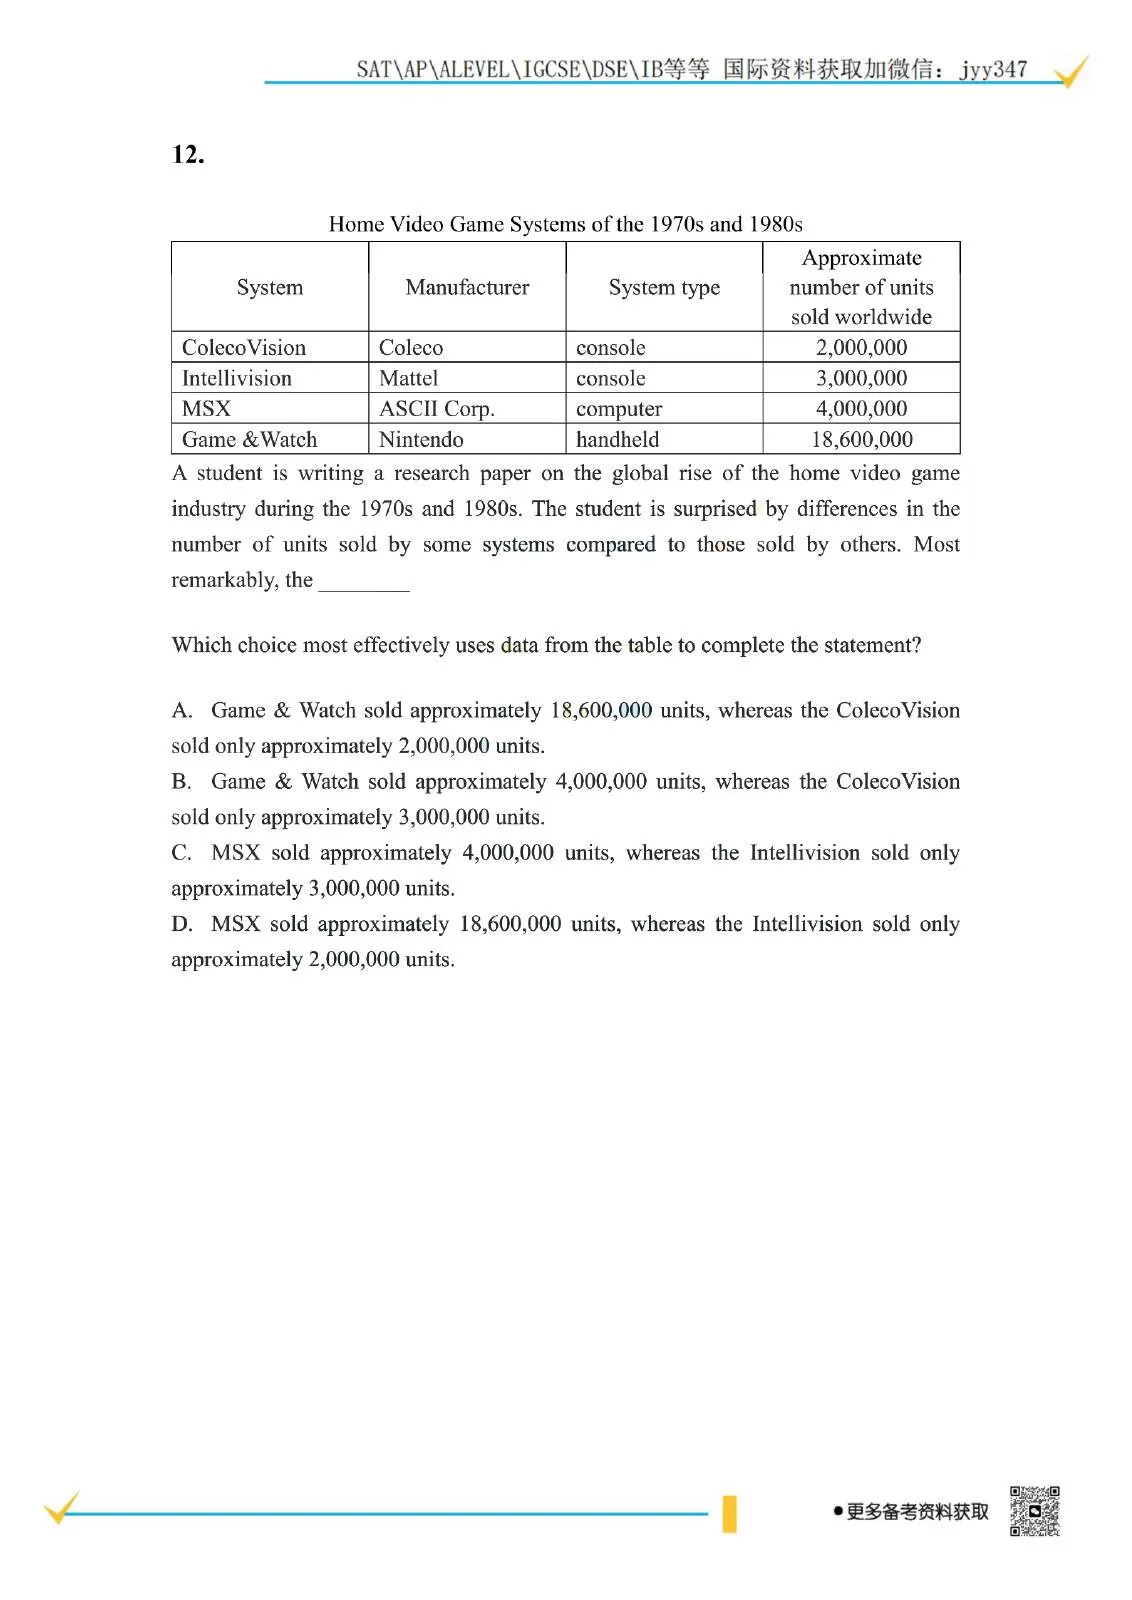 SAT\AP\ALEVEL\IGCSE\DSE\IB等等 国际资料获取加微信：jyy347
12.
Home Video Game Systems of the 1970s and 1980s
System Manufacturer System type Approximate number of units sold worldwide
ColecoVision Coleco console 2,000,000
Intellivision Mattel console 3,000,000
MSX ASCII Corp. computer 4,000,000
Game &Watch Nintendo handheld 18,600,000
A student is writing a research paper on the global rise of the home video game
industry during the 1970s and 1980s. The student is surprised by differences in the
number of units sold by some systems compared to those sold by others. Most
remarkably, the ________
Which choice most effectively uses data from the table to complete the statement?
A. Game & Watch sold approximately 18,600,000 units, whereas the ColecoVision
sold only approximately 2,000,000 units.
B. Game & Watch sold approximately 4,000,000 units, whereas the ColecoVision
sold only approximately 3,000,000 units.
C. MSX sold approximately 4,000,000 units, whereas the Intellivision sold only
approximately 3,000,000 units.
D. MSX sold approximately 18,600,000 units, whereas the Intellivision sold only
approximately 2,000,000 units.
●更多备考资料获取